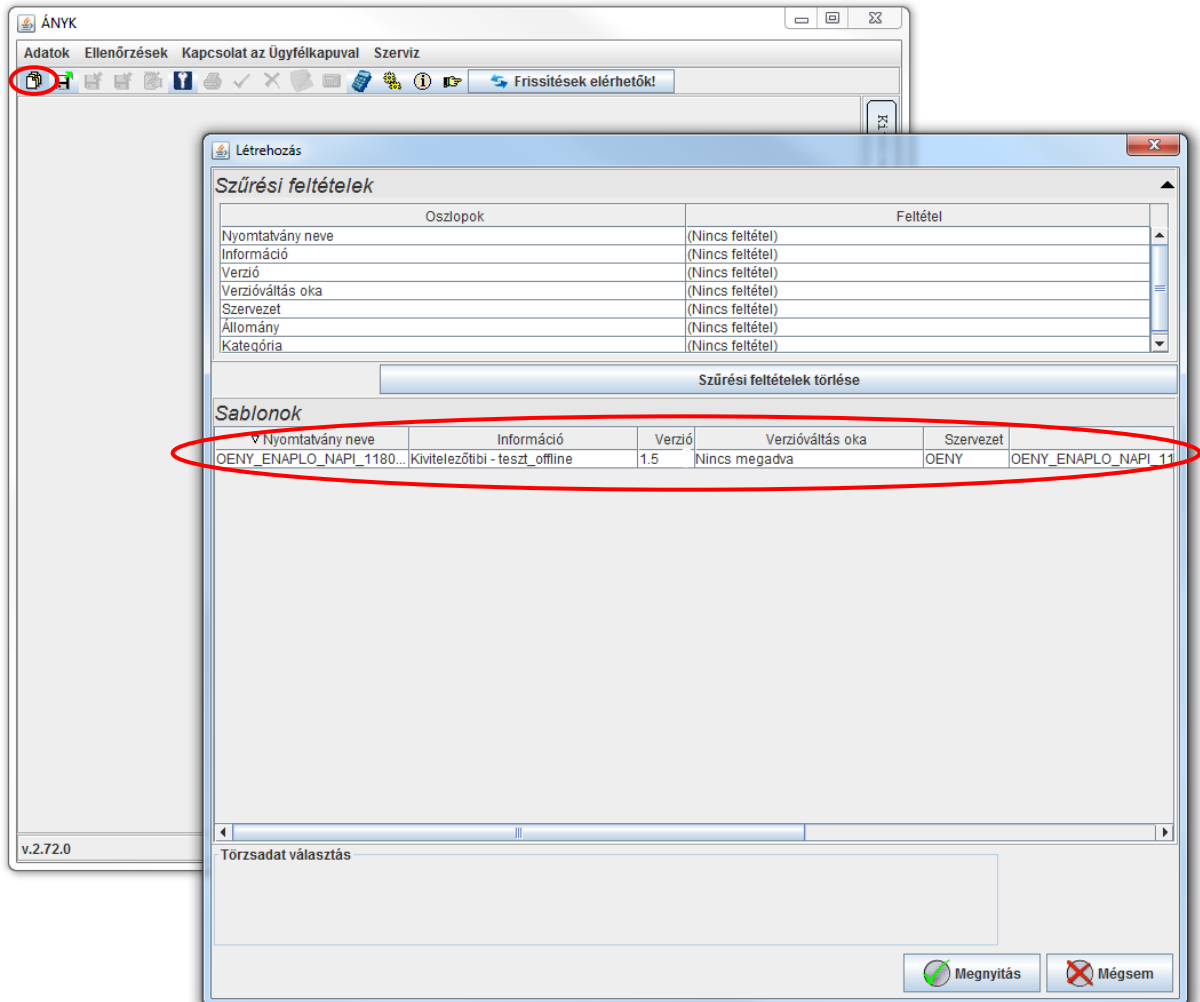 ÁNYK
Adatok Ellenőrzések Kapcsolat az Ügyfélkapuval Szerviz
Frissítések elérhetők!
Létrehozás
Szűrési feltételek
Oszlopok Feltétel
Nyomtatvány neve (Nincs feltétel)
Információ (Nincs feltétel)
Verzió (Nincs feltétel)
Verzióváltás oka (Nincs feltétel)
Szervezet (Nincs feltétel)
Állomány (Nincs feltétel)
Kategória (Nincs feltétel)
Szűrési feltételek törlése
Sablonok
Nyomtatvány neve Információ Verzió Verzióváltás oka Szervezet
OENY_ENAPLO_NAPI_1180... Kivitelezőtibi - teszt_offline 1.5 Nincs megadva OENY OENY_ENAPLO_NAPI_11
v.2.72.0
Törzsadat választás
Megnyitás Mégsem